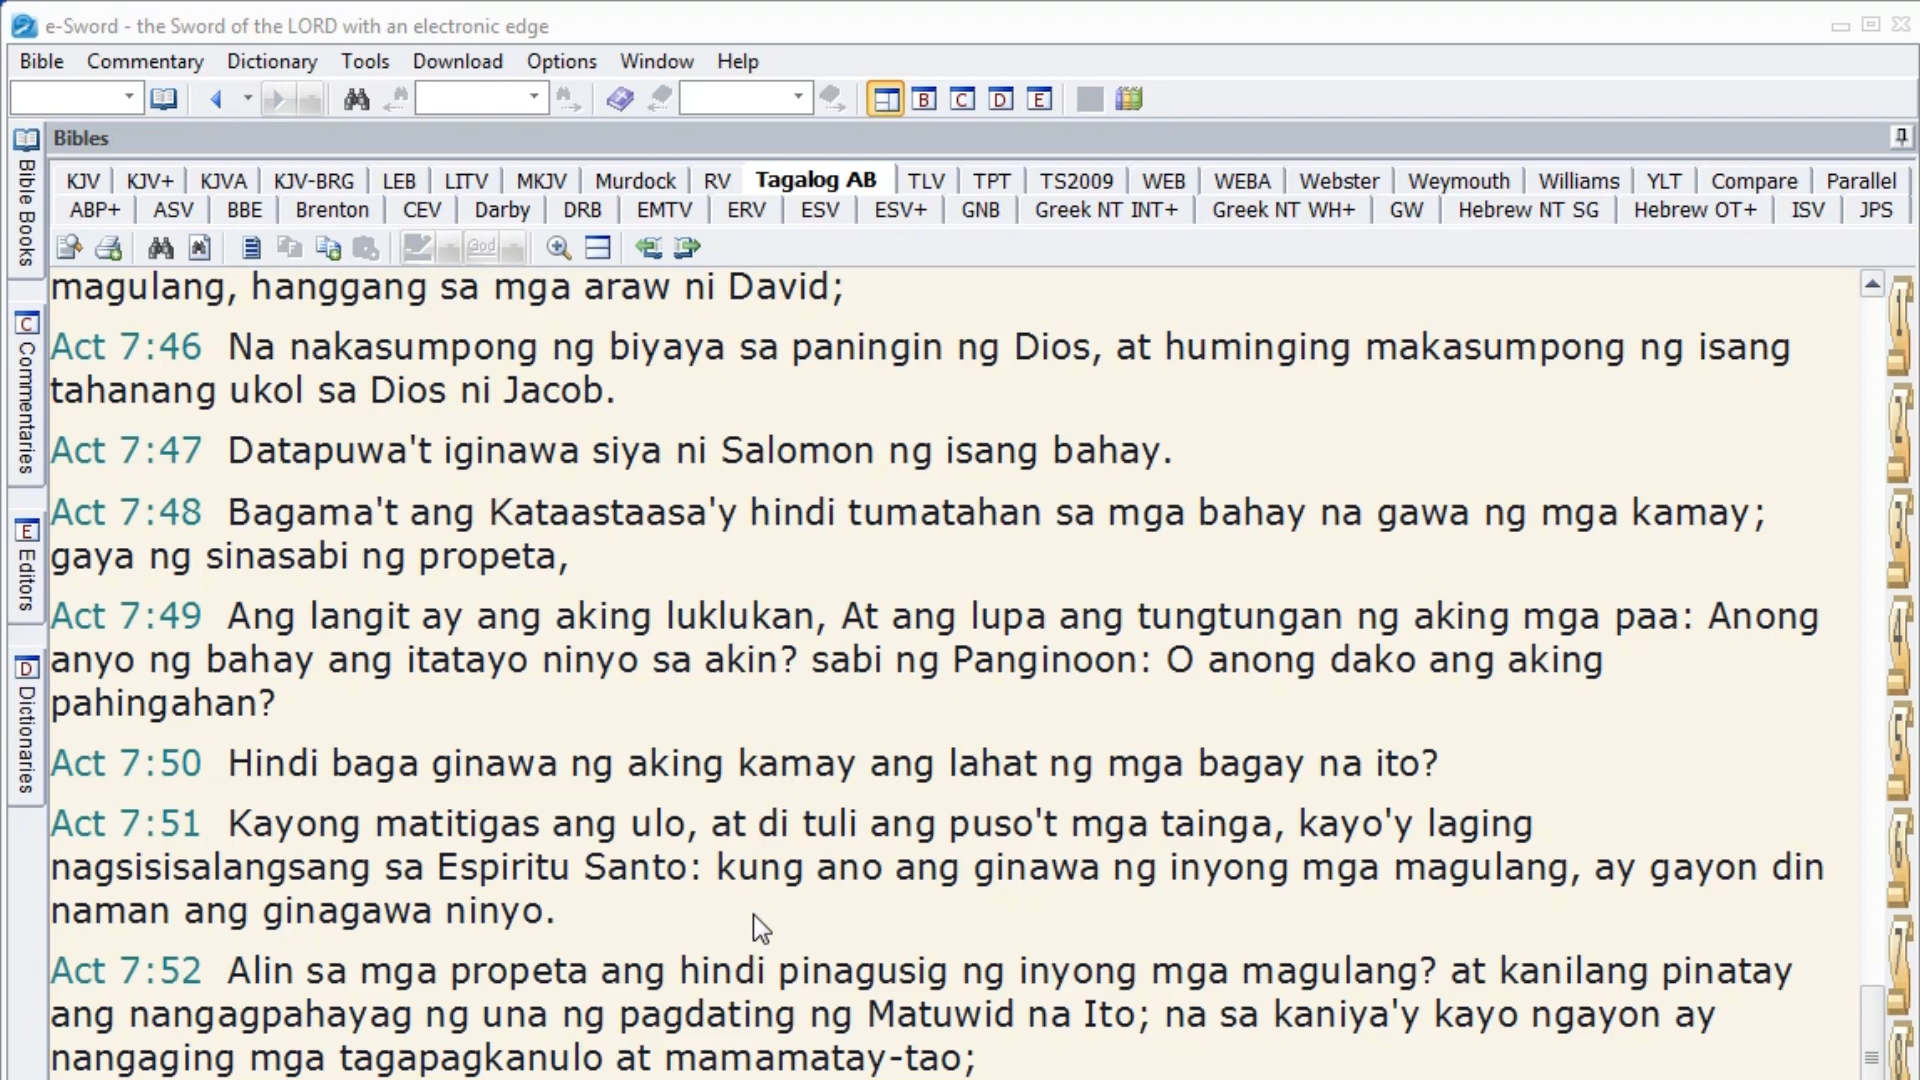 e-Sword - the Sword of the LORD with an electronic edge
Bible Commentary Dictionary Tools Download Options Window Help
B C D E
Bibles
KJV KJV+ KJVA KJV-BRG LEB LITV MKJV Murdock RV Tagalog AB TLV TPT TS2009 WEB WEBA Webster Weymouth Williams YLT Compare Parallel
ABP+ ASV BBE Brenton CEV Darby DRB EMTV ERV ESV ESV+ GNB Greek NT INT+ Greek NT WH+ GW Hebrew NT SG Hebrew OT+ ISV JPS
God
Bible Books
C Commentaries
E Editors
D Dictionaries
magulang, hanggang sa mga araw ni David;
Act 7:46 Na nakasumpong ng biyaya sa paningin ng Dios, at huminging makasumpong ng isang
tahanang ukol sa Dios ni Jacob.
Act 7:47 Datapuwa't iginawa siya ni Salomon ng isang bahay.
Act 7:48 Bagama't ang Kataastaasa'y hindi tumatahan sa mga bahay na gawa ng mga kamay;
gaya ng sinasabi ng propeta,
Act 7:49 Ang langit ay ang aking luklukan, At ang lupa ang tungtungan ng aking mga paa: Anong
anyo ng bahay ang itatayo ninyo sa akin? sabi ng Panginoon: O anong dako ang aking
pahingahan?
Act 7:50 Hindi baga ginawa ng aking kamay ang lahat ng mga bagay na ito?
Act 7:51 Kayong matitigas ang ulo, at di tuli ang puso't mga tainga, kayo'y laging
nagsisisalangsang sa Espiritu Santo: kung ano ang ginawa ng inyong mga magulang, ay gayon din
naman ang ginagawa ninyo.
Act 7:52 Alin sa mga propeta ang hindi pinagusig ng inyong mga magulang? at kanilang pinatay
ang nangagpahayag ng una ng pagdating ng Matuwid na Ito; na sa kaniya'y kayo ngayon ay
nangaging mga tagapagkanulo at mamamatay-tao;
1
2
3
4
5
6
7
8